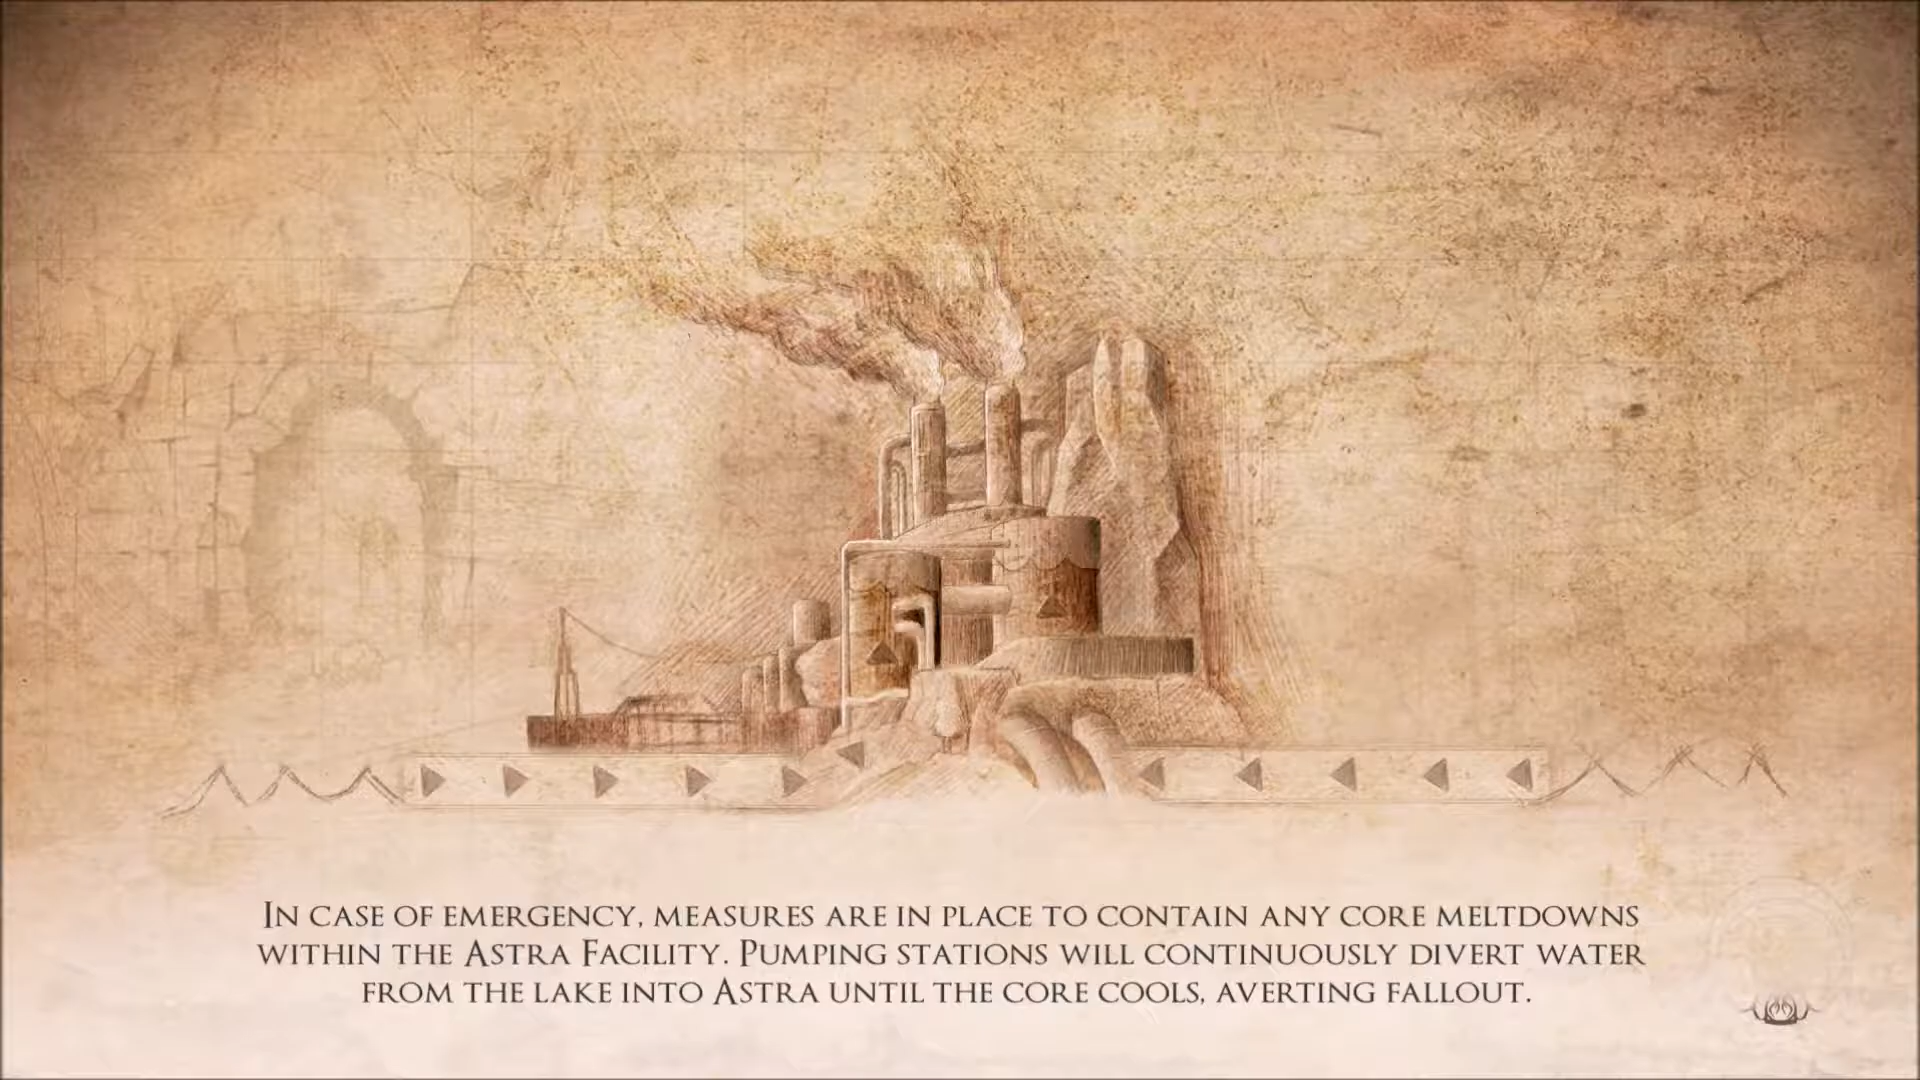 In case of emergency, measures are in place to contain any core meltdowns
within the Astra Facility. Pumping stations will continuously divert water
from the lake into Astra until the core cools, averting fallout.